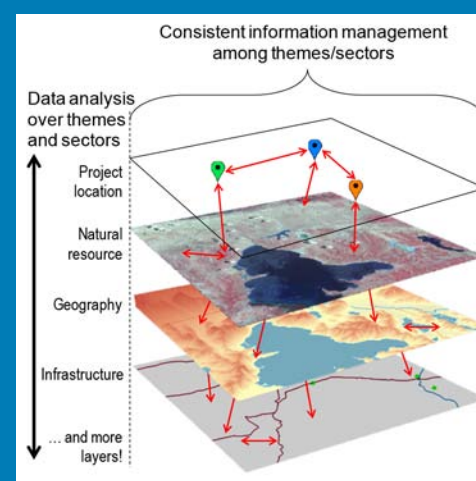 Consistent information management
among themes/sectors
Data analysis
over themes
and sectors
Project
location
Natural
resource
Geography
Infrastructure
... and more
layers!